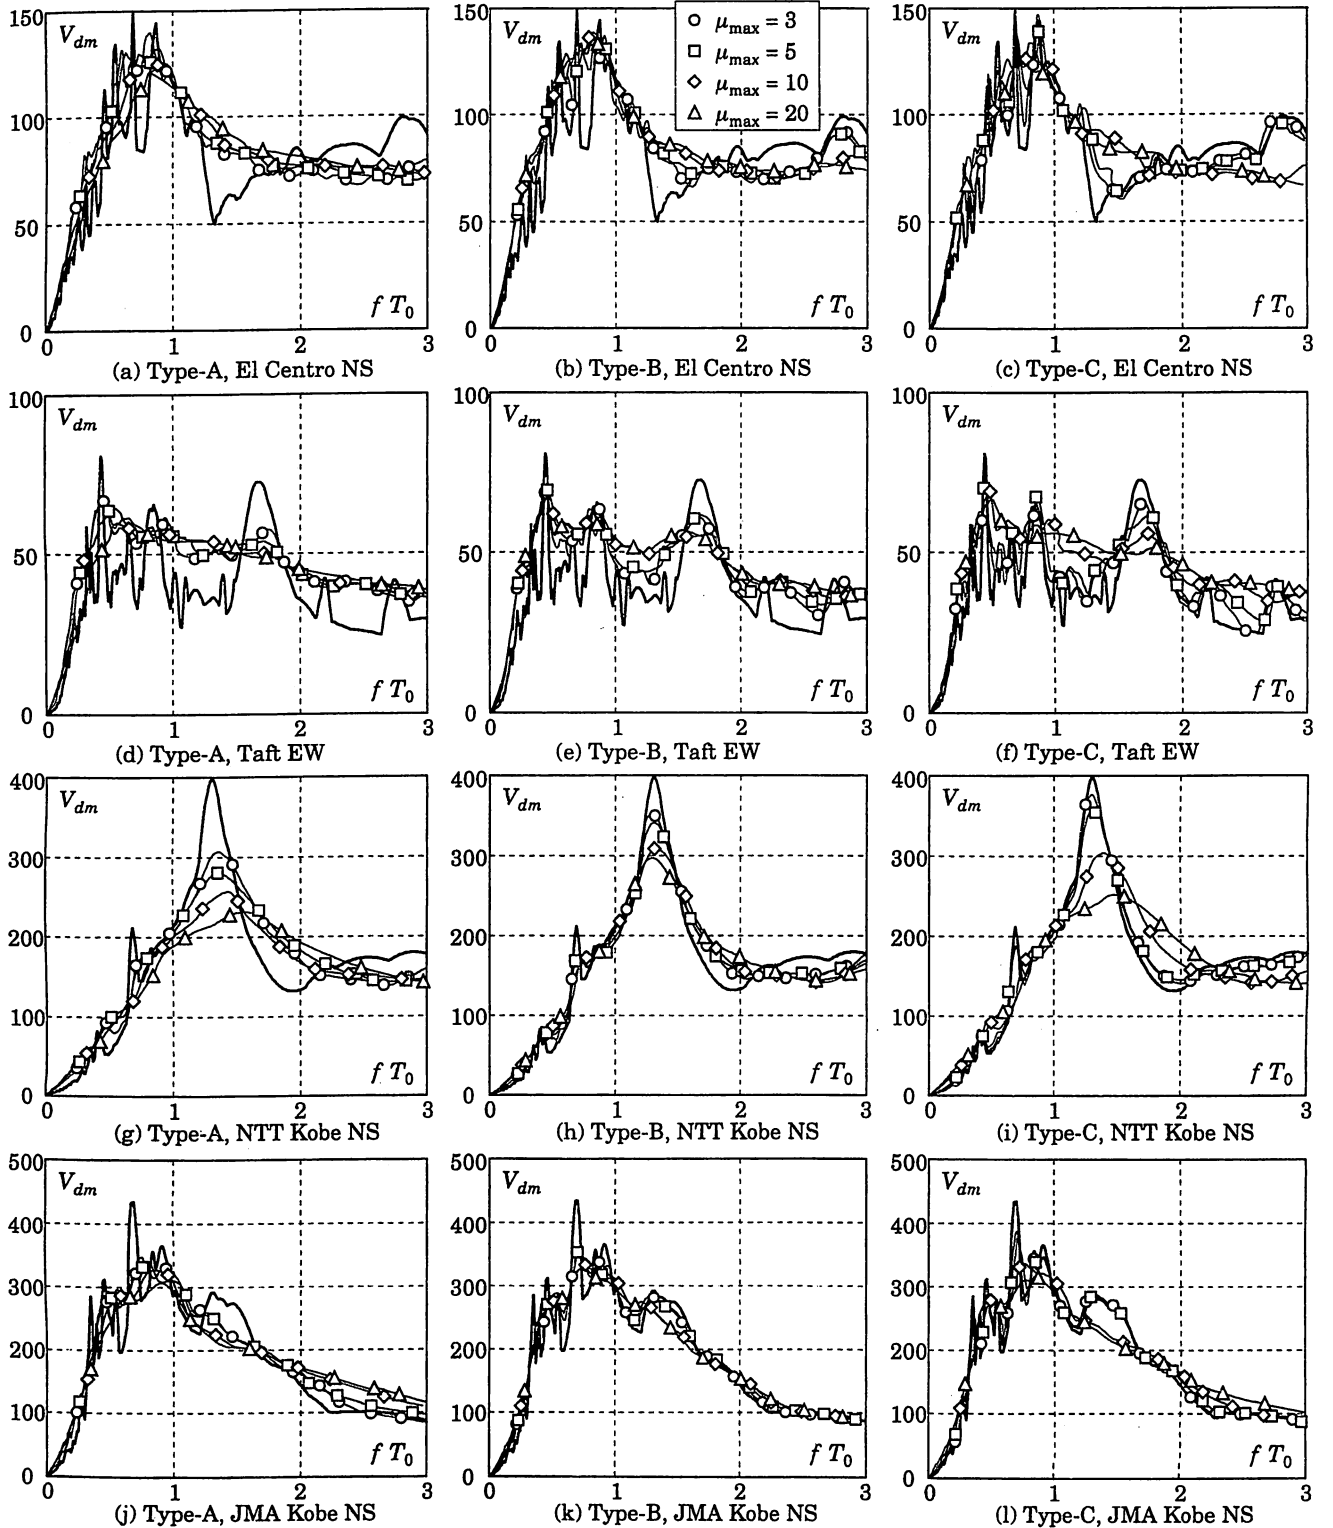 150 V_dm 100 50 0
0 1 2 3
f T_0
(a) Type-A, El Centro NS
150 V_dm 100 50 0
0 1 2 3
f T_0
μ_max = 3
μ_max = 5
μ_max = 10
μ_max = 20
(b) Type-B, El Centro NS
150 V_dm 100 50 0
0 1 2 3
f T_0
(c) Type-C, El Centro NS
100 V_dm 50 0
0 1 2 3
f T_0
(d) Type-A, Taft EW
100 V_dm 50 0
0 1 2 3
f T_0
(e) Type-B, Taft EW
100 V_dm 50 0
0 1 2 3
f T_0
(f) Type-C, Taft EW
400 V_dm 300 200 100 0
0 1 2 3
f T_0
(g) Type-A, NTT Kobe NS
400 V_dm 300 200 100 0
0 1 2 3
f T_0
(h) Type-B, NTT Kobe NS
400 V_dm 300 200 100 0
0 1 2 3
f T_0
(i) Type-C, NTT Kobe NS
500 V_dm 400 300 200 100 0
0 1 2 3
f T_0
(j) Type-A, JMA Kobe NS
500 V_dm 400 300 200 100 0
0 1 2 3
f T_0
(k) Type-B, JMA Kobe NS
500 V_dm 400 300 200 100 0
0 1 2 3
f T_0
(l) Type-C, JMA Kobe NS